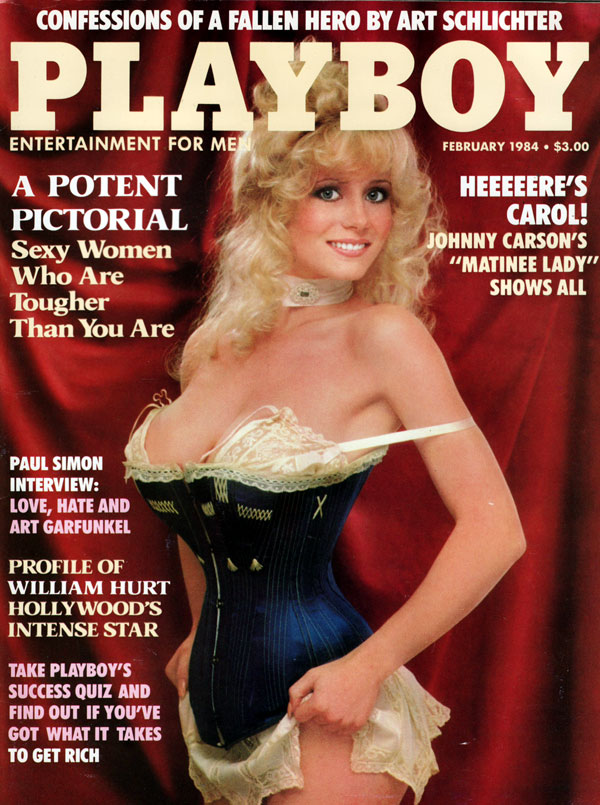 CONFESSIONS OF A FALLEN HERO BY ART SCHLICHTER
PLAYBOY
ENTERTAINMENT FOR MEN
FEBRUARY 1984 • $3.00
A POTENT
PICTORIAL
Sexy Women
Who Are
Tougher
Than You Are
HEEEEERE'S
CAROL!
JOHNNY CARSON'S
"MATINEE LADY"
SHOWS ALL
PAUL SIMON
INTERVIEW:
LOVE, HATE AND
ART GARFUNKEL
PROFILE OF
WILLIAM HURT
HOLLYWOOD'S
INTENSE STAR
TAKE PLAYBOY'S
SUCCESS QUIZ AND
FIND OUT IF YOU'VE
GOT WHAT IT TAKES
TO GET RICH